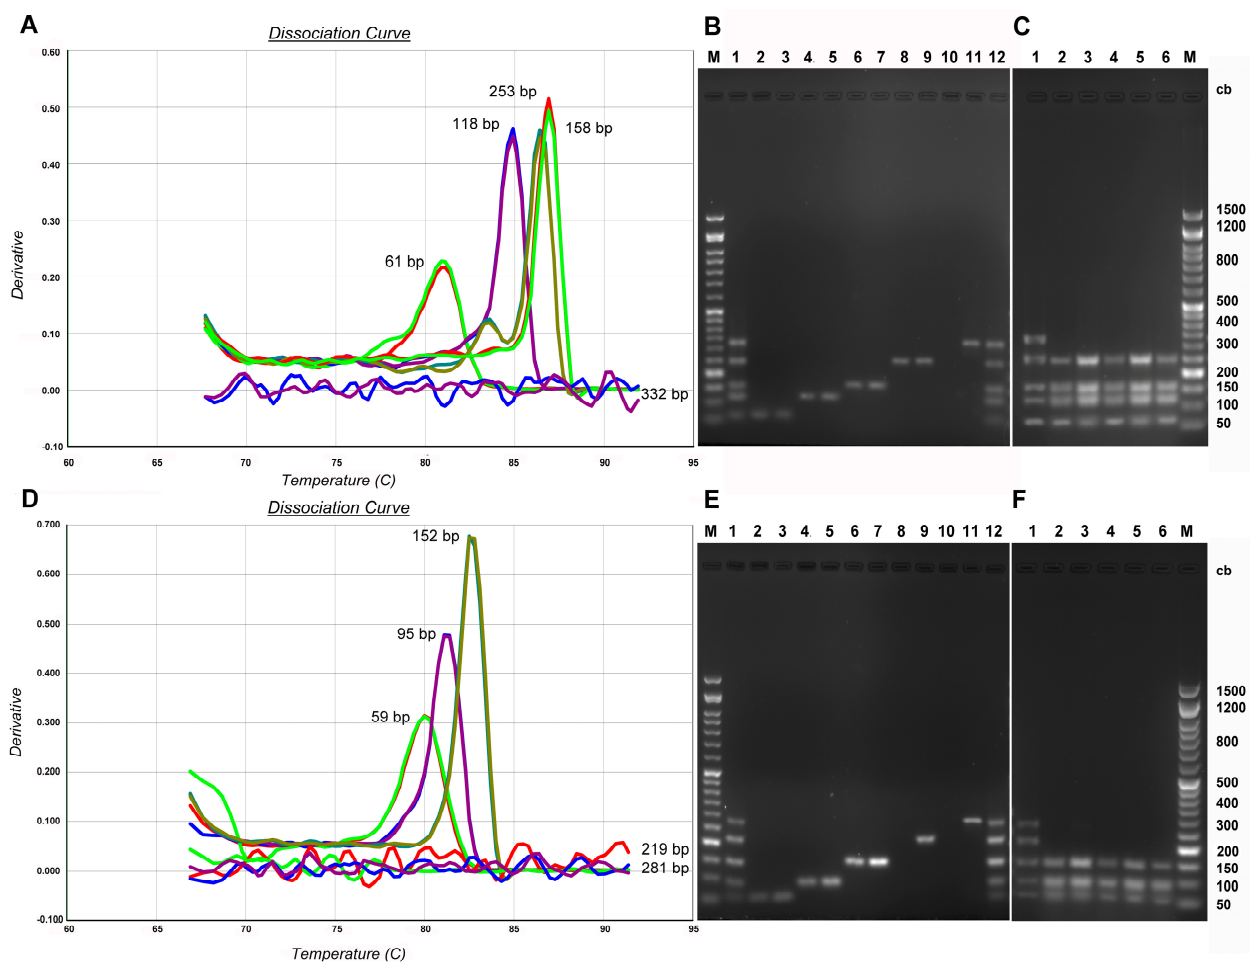 A
Dissociation Curve
0.60
0.50
0.40
0.30
0.20
0.10
0.00
-0.10
Derivative
253 bp
118 bp
158 bp
61 bp
332 bp
60 65 70 75 80 85 90 95
Temperature (C)
B
M 1 2 3 4 5 6 7 8 9 10 11 12
C
1 2 3 4 5 6 M
cb
1500
1200
800
500
400
300
200
150
100
50
D
Dissociation Curve
0.700
0.600
0.500
0.400
0.300
0.200
0.100
0.000
-0.100
Derivative
152 bp
95 bp
59 bp
219 bp
281 bp
60 65 70 75 80 85 90 95
Temperature (C)
E
M 1 2 3 4 5 6 7 8 9 10 11 12
F
1 2 3 4 5 6 M
cb
1500
1200
800
500
400
300
200
150
100
50